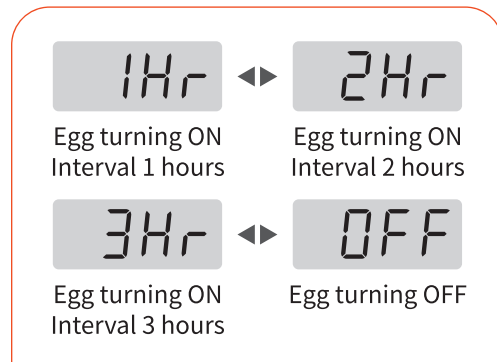 1Hr 2Hr
Egg turning ON Egg turning ON
Interval 1 hours Interval 2 hours
3Hr OFF
Egg turning ON Egg turning OFF
Interval 3 hours